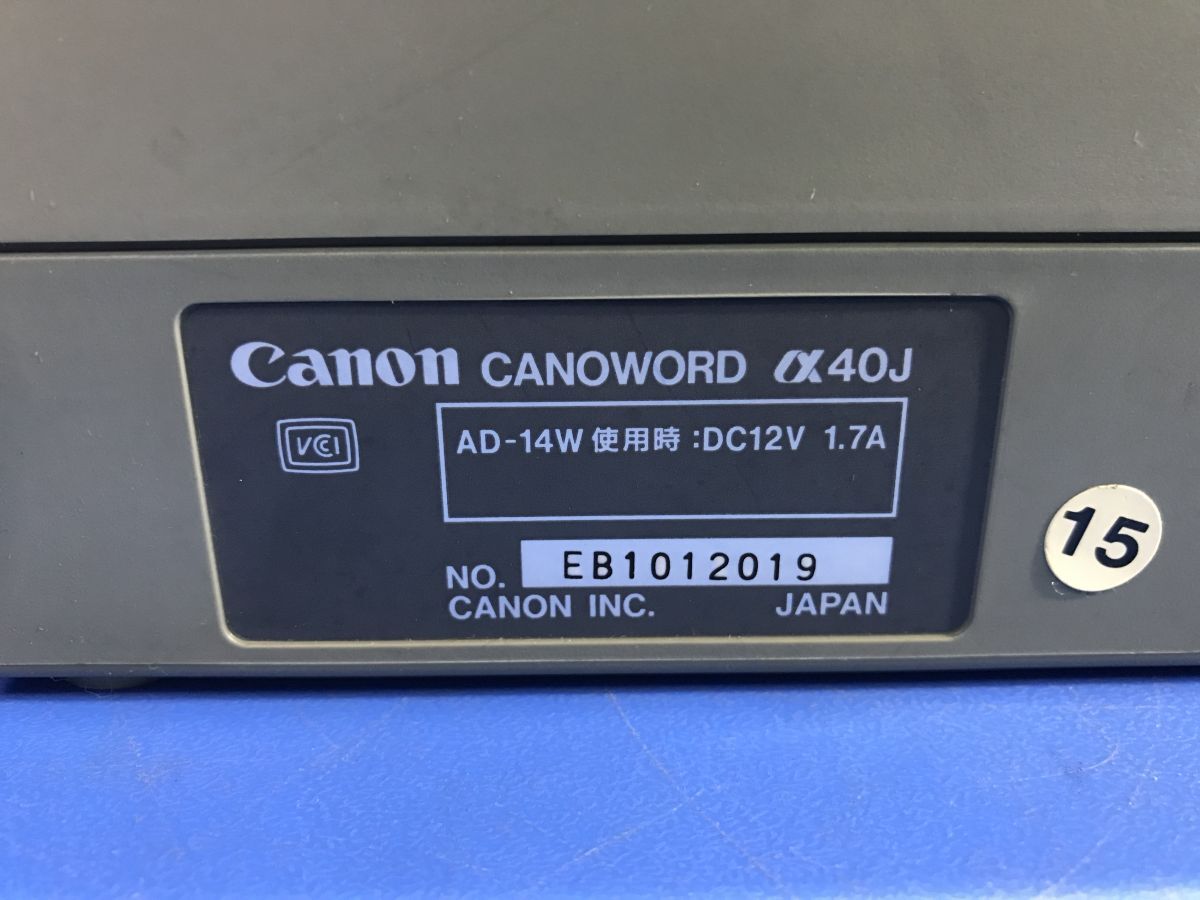 Canon CANOWORD α40J
VCCI
AD-14W 使用時:DC12V 1.7A
NO. EB1012019
CANON INC. JAPAN
15